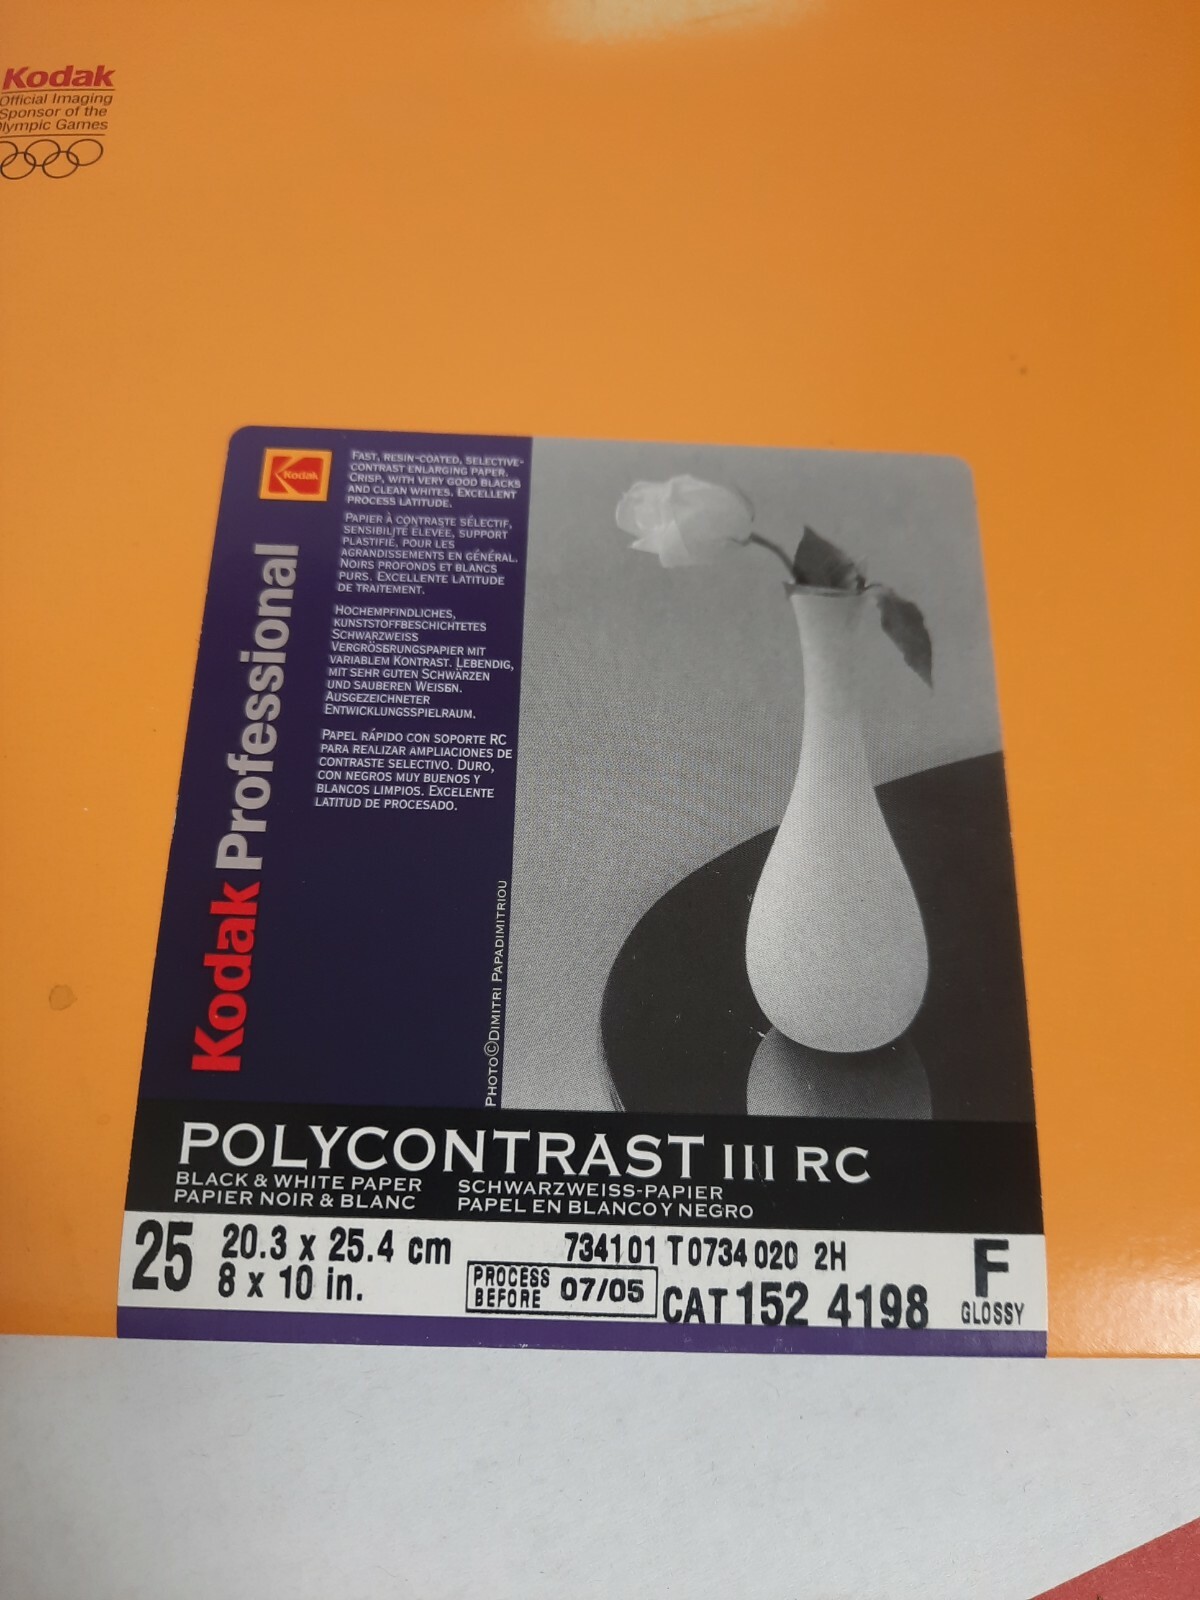 Kodak
Official Imaging
Sponsor of the
Olympic Games
Kodak
FAST, RESIN-COATED, SELECTIVE-
CONTRAST ENLARGING PAPER.
CRISP, WITH VERY GOOD BLACKS
AND CLEAN WHITES. EXCELLENT
PROCESS LATITUDE.
PAPIER À CONTRASTE SÉLECTIF,
SENSIBILITÉ ÉLEVÉE, SUPPORT
PLASTIFIÉ, POUR LES
AGRANDISSEMENTS EN GÉNÉRAL.
NOIRS PROFONDS ET BLANCS
PURS. EXCELLENTE LATITUDE
DE TRAITEMENT.
HOCHEMPFINDLICHES,
KUNSTSTOFFBESCHICHTETES
SCHWARZWEISS
VERGRÖSSRUNGSPAPIER MIT
VARIABLEM KONTRAST. LEBENDIG,
MIT SEHR GUTEN SCHWÄRZEN
UND SAUBEREN WEISEN.
AUSGEZEICHNETER
ENTWICKLUNGSSPIELRAUM.
PAPEL RÁPIDO CON SOPORTE RC
PARA REALIZAR AMPLIACIONES DE
CONTRASTE SELECTIVO. DURO,
CON NEGROS MUY BUENOS Y
BLANCOS LIMPIOS. EXCELENTE
LATITUD DE PROCESADO.
Kodak Professional
PHOTO©DIMITRI PAPADIMITRIOU
POLYCONTRAST III RC
BLACK & WHITE PAPER
PAPIER NOIR & BLANC
SCHWARZWEISS-PAPIER
PAPEL EN BLANCO Y NEGRO
25
20.3 x 25.4 cm
8 x 10 in.
734101 T0734 020 2H
PROCESS
BEFORE
07/05
CAT 152 4198
F
GLOSSY